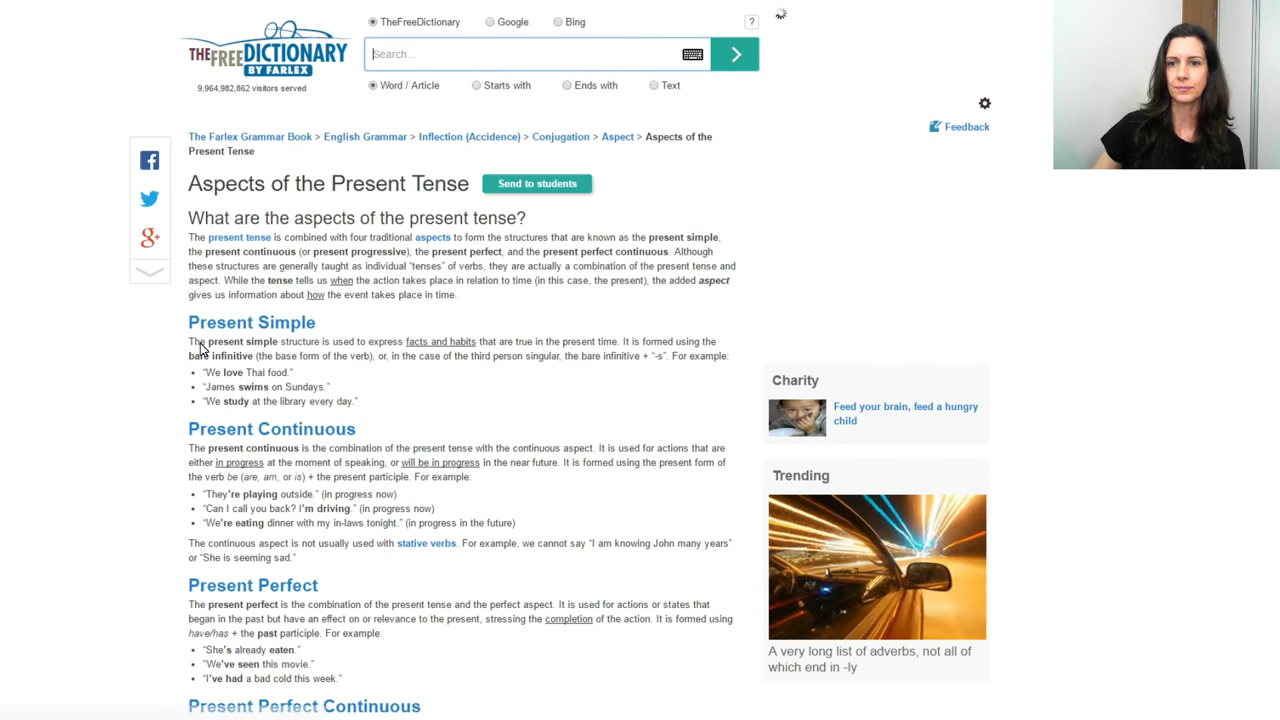 TheFreeDictionary
Google
Bing
?
THEFREEDICTIONARY
BY FARLEX
Search...
9,964,982,862 visitors served
Word / Article
Starts with
Ends with
Text
Feedback
The Farlex Grammar Book > English Grammar > Inflection (Accidence) > Conjugation > Aspect > Aspects of the
Present Tense
Aspects of the Present Tense
Send to students
What are the aspects of the present tense?
The present tense is combined with four traditional aspects to form the structures that are known as the present simple,
the present continuous (or present progressive), the present perfect, and the present perfect continuous. Although
these structures are generally taught as individual “tenses” of verbs, they are actually a combination of the present tense and
aspect. While the tense tells us when the action takes place in relation to time (in this case, the present), the added aspect
gives us information about how the event takes place in time.
Present Simple
The present simple structure is used to express facts and habits that are true in the present time. It is formed using the
bare infinitive (the base form of the verb), or, in the case of the third person singular, the bare infinitive + “-s”. For example:
• “We love Thai food.”
• “James swims on Sundays.”
• “We study at the library every day.”
Present Continuous
The present continuous is the combination of the present tense with the continuous aspect. It is used for actions that are
either in progress at the moment of speaking, or will be in progress in the near future. It is formed using the present form of
the verb be (are, am, or is) + the present participle. For example:
• “They’re playing outside.” (in progress now)
• “Can I call you back? I’m driving.” (in progress now)
• “We’re eating dinner with my in-laws tonight.” (in progress in the future)
The continuous aspect is not usually used with stative verbs. For example, we cannot say “I am knowing John many years”
or “She is seeming sad.”
Present Perfect
The present perfect is the combination of the present tense and the perfect aspect. It is used for actions or states that
began in the past but have an effect on or relevance to the present, stressing the completion of the action. It is formed using
have/has + the past participle. For example:
• “She’s already eaten.”
• "We’ve seen this movie.”
• “I’ve had a bad cold this week.”
Present Perfect Continuous
Charity
Feed your brain, feed a hungry
child
Trending
A very long list of adverbs, not all of
which end in -ly